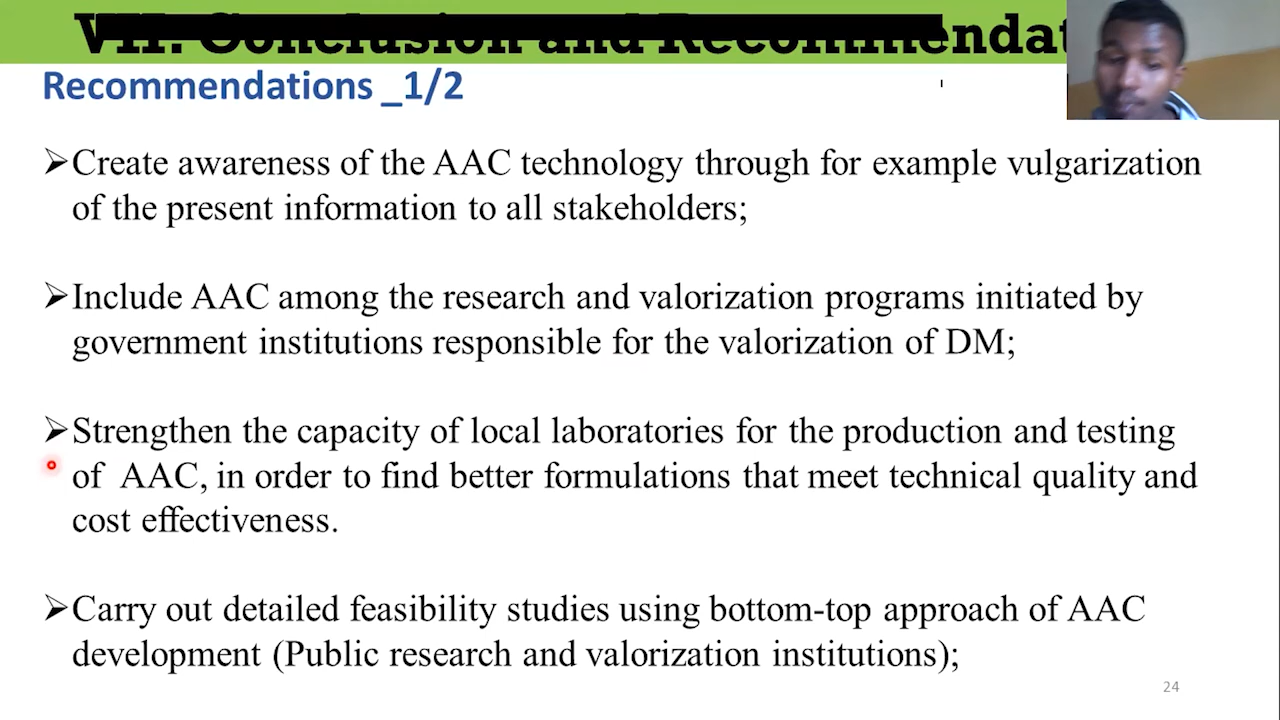 VII. Conclusion and Recommendat
Recommendations _1/2
➢Create awareness of the AAC technology through for example vulgarization
of the present information to all stakeholders;
➢Include AAC among the research and valorization programs initiated by
government institutions responsible for the valorization of DM;
➢Strengthen the capacity of local laboratories for the production and testing
of AAC, in order to find better formulations that meet technical quality and
cost effectiveness.
➢Carry out detailed feasibility studies using bottom-top approach of AAC
development (Public research and valorization institutions);
24